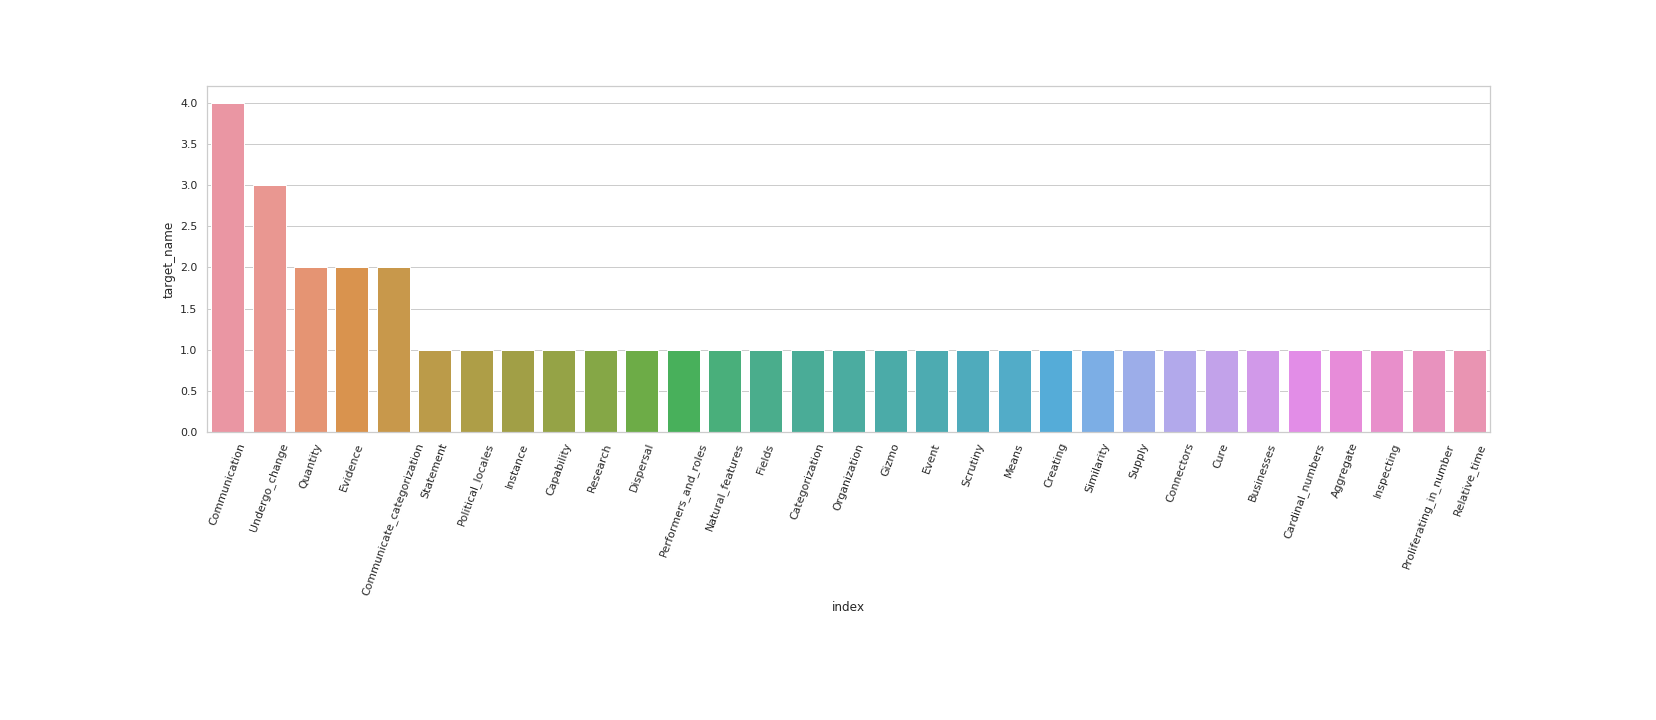 4.0
3.5
3.0
2.5
2.0
1.5
1.0
0.5
0.0
target_name
Communication
Undergo_change
Quantity
Evidence
Communicate_categorization
Statement
Political_locales
Instance
Capability
Research
Dispersal
Performers_and_roles
Natural_features
Fields
Categorization
Organization
Gizmo
Event
Scrutiny
Means
Creating
Similarity
Supply
Connectors
Cure
Businesses
Cardinal_numbers
Aggregate
Inspecting
Proliferating_in_number
Relative_time
index